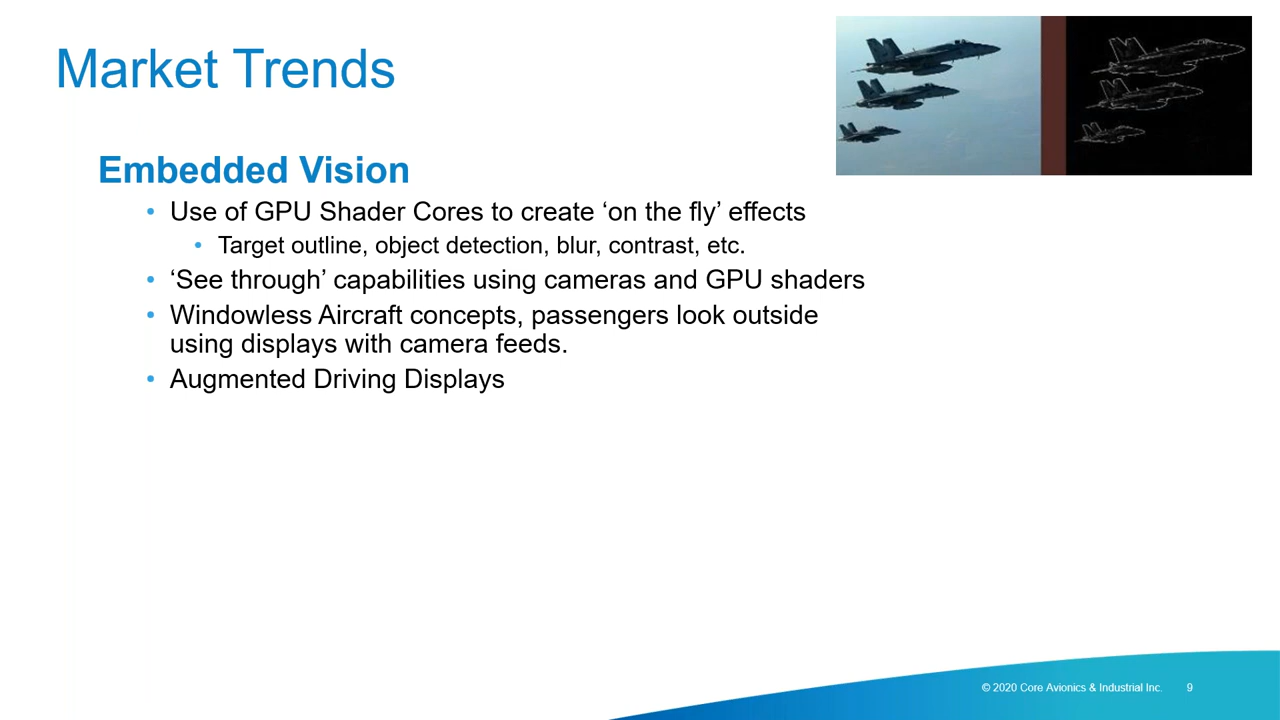 Market Trends
Embedded Vision
• Use of GPU Shader Cores to create ‘on the fly’ effects
• Target outline, object detection, blur, contrast, etc.
• ‘See through’ capabilities using cameras and GPU shaders
• Windowless Aircraft concepts, passengers look outside
using displays with camera feeds.
• Augmented Driving Displays
© 2020 Core Avionics & Industrial Inc. 9